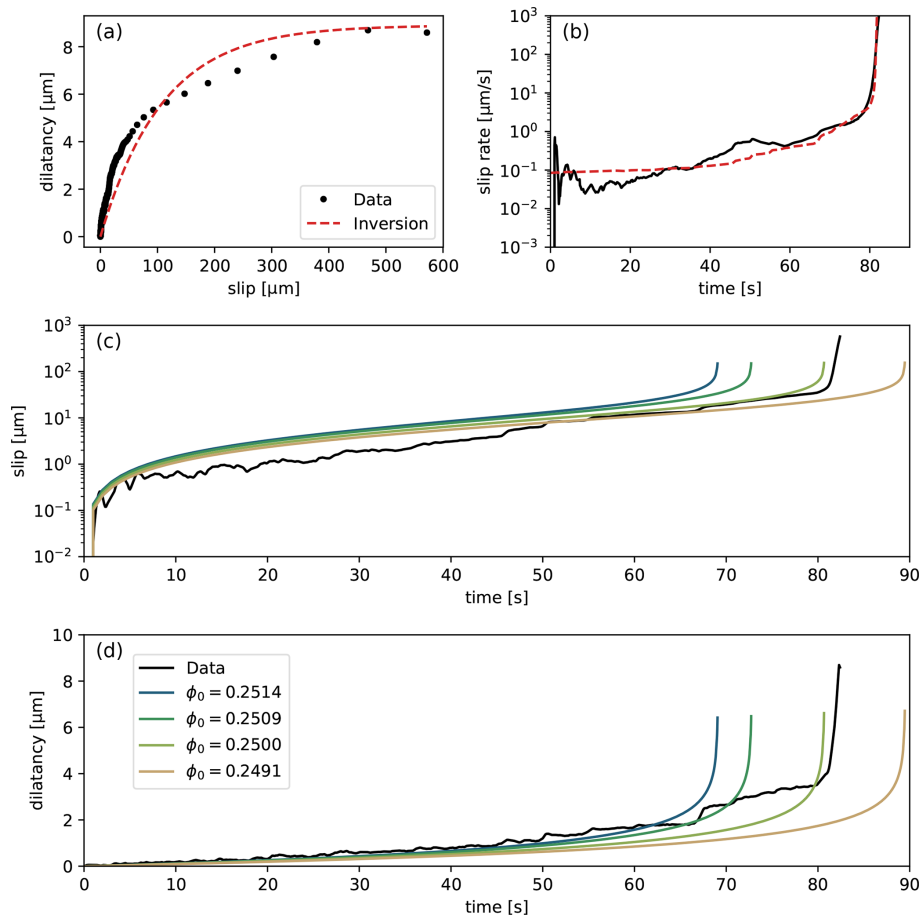 (a)
dilatancy [μm]
8
6
4
2
0
Data
Inversion
0 100 200 300 400 500 600
slip [μm]
(b)
slip rate [μm/s]
10³
10²
10¹
10⁰
10⁻¹
10⁻²
10⁻³
0 20 40 60 80
time [s]
(c)
slip [μm]
10³
10²
10¹
10⁰
10⁻¹
10⁻²
0 10 20 30 40 50 60 70 80 90
time [s]
(d)
dilatancy [μm]
10
8
6
4
2
0
Data
ϕ₀ = 0.2514
ϕ₀ = 0.2509
ϕ₀ = 0.2500
ϕ₀ = 0.2491
0 10 20 30 40 50 60 70 80 90
time [s]